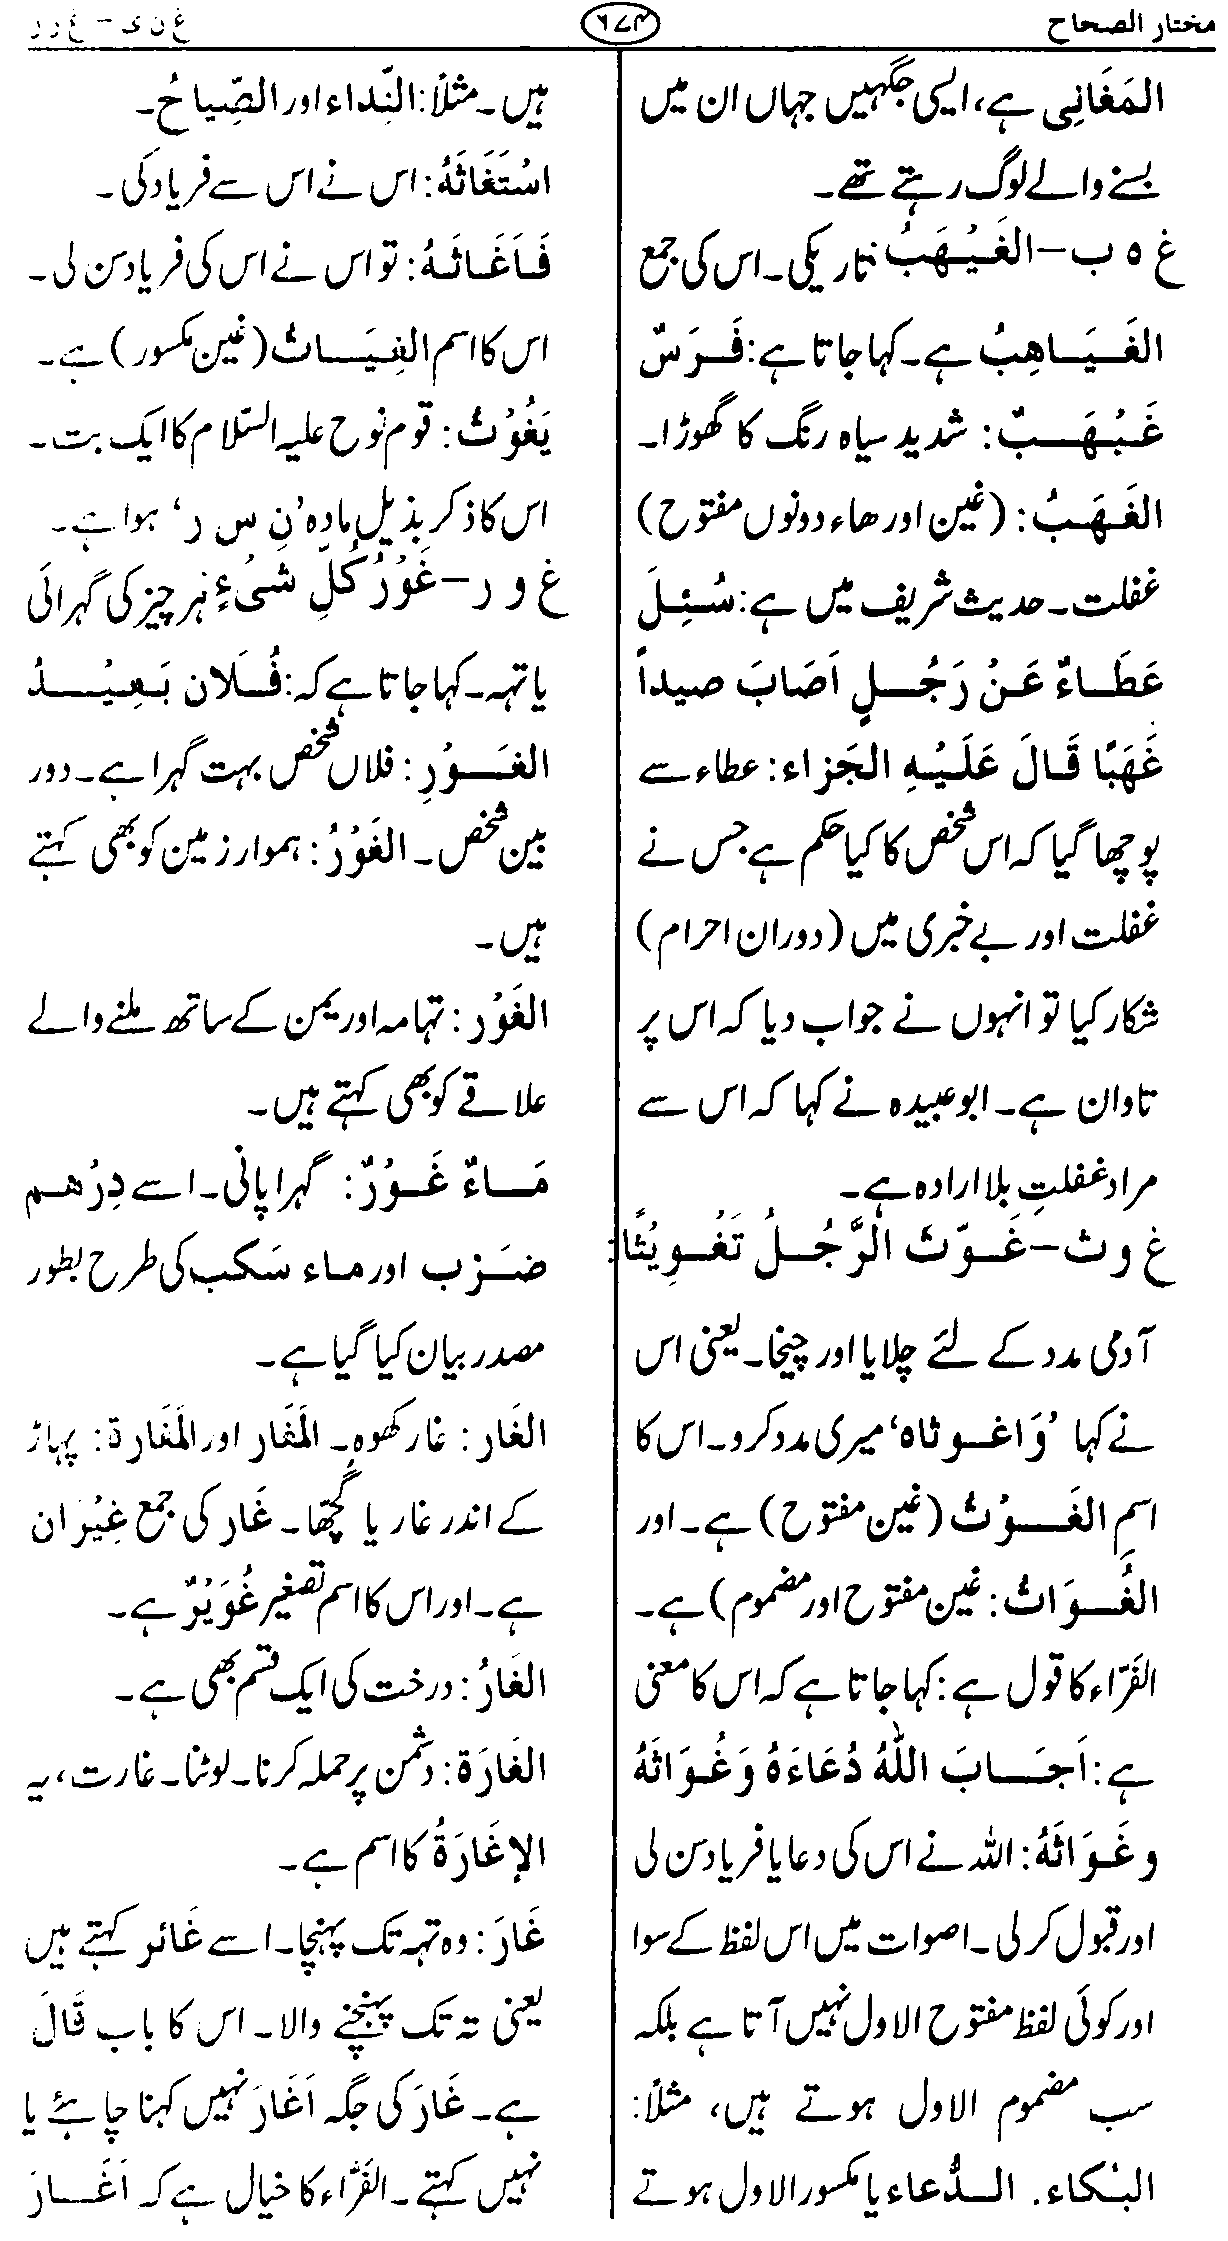 مختار الصحاح
۶۷۴
غ ن ی – غ ور
المَغَانِی ہے، ایسی جگہیں جہاں ان میں
بسنے والے لوگ رہتے تھے۔
غ ہ ب – الغَیْہَبُ تاریکی۔ اس کی جمع
الغَیَاھِبُ ہے۔ کہا جاتا ہے: فَرَسٌ
غَیْہَبٌ: شدید سیاہ رنگ کا گھوڑا۔
الغَہَبُ: (غین اور ھاء دونوں مفتوح)
غفلت۔ حدیث شریف میں ہے: سُئِلَ
عَطَاءٌ عَنْ رَجُلٍ اَصَابَ صیداً
غَہَبًا قَالَ عَلَیْہِ الجَزاء: عطاء سے
پوچھا گیا کہ اس شخص کا کیا حکم ہے جس نے
غفلت اور بے خبری میں (دوران احرام)
شکار کیا تو انہوں نے جواب دیا کہ اس پر
تاوان ہے۔ ابو عبیدہ نے کہا کہ اس سے
مراد غفلتِ بلا ارادہ ہے۔
غ و ث – غَوَّثَ الرَّجُلُ تَغْوِیْثًا:
آدمی مدد کے لئے چلایا اور چیخا۔ یعنی اس
نے کہا ’وَاغوثاہ‘ میری مدد کرو۔ اس کا
اسم الغَوْثُ (غین مفتوح) ہے۔ اور
الغُوَاثُ: غین مفتوح اور مضموم) ہے۔
الفَرّاء کا قول ہے: کہا جاتا ہے کہ اس کا معنی
ہے: اَجَابَ اللّٰہُ دُعَاءَہُ وَغُوَاثَہُ
وغَوَاثَہُ: اللہ نے اس کی دعا یا فریاد سن لی
اور قبول کر لی۔ اصوات میں اس لفظ کے سوا
اور کوئی لفظ مفتوح الاول نہیں آتا ہے بلکہ
سب مضموم الاول ہوتے ہیں، مثلاً:
البُکاء. الدُّعاء یا مکسور الاول ہوتے
ہیں۔ مثلاً: النِّداء اور الصِّیاحُ۔
اسْتَغَاثَہُ: اس نے اس سے فریاد کی۔
فَاَغَاثَہُ: تو اس نے اس کی فریاد سن لی۔
اس کا اسم الغِیَاثُ (غین مکسور) ہے۔
یَغُوْثُ: قوم نوح علیہ السّلام کا ایک بت۔
اس کا ذکر بذیل مادہ ’ن س ر‘ ہوا ہے۔
غ و ر – غَوْرُ کُلِّ شیْءٍ: ہر چیز کی گہرائی
یا تہہ۔ کہا جاتا ہے کہ: فُلَان بَعِیْدُ
الغَوْرِ: فلاں شخص بہت گہرا ہے۔ دور
بین شخص۔ الغَوْرُ: ہموار زمین کو بھی کہتے
ہیں۔
الغَوْر: تہامہ اور یمن کے ساتھ ملنے والے
علاقے کو بھی کہتے ہیں۔
مَاءٌ غَوْرٌ: گہرا پانی۔ اسے دِرْھم
ضَرْب اور ماء سَکب کی طرح بطور
مصدر بیان کیا گیا ہے۔
الغَار: غار کھوہ۔ المَغَار اور المَغَارة: پہاڑ
کے اندر غار یا گُچھا۔ غَار کی جمع غِیْرَان
ہے۔ اور اس کا اسم تصغیر غُوَیْرٌ ہے۔
الغَارُ: درخت کی ایک قسم بھی ہے۔
الغَارَة: دشمن پر حملہ کرنا۔ لوٹنا۔ غارت، یہ
الإغَارَةُ کا اسم ہے۔
غَارَ: وہ تہہ تک پہنچا۔ اسے غَائر کہتے ہیں
یعنی تہ تک پہنچنے والا۔ اس کا باب قَالَ
ہے۔ غَارَ کی جگہ اَغَارَ نہیں کہنا چاہئے یا
نہیں کہتے۔ الفَرَّاء کا خیال ہے کہ اَغَارَ